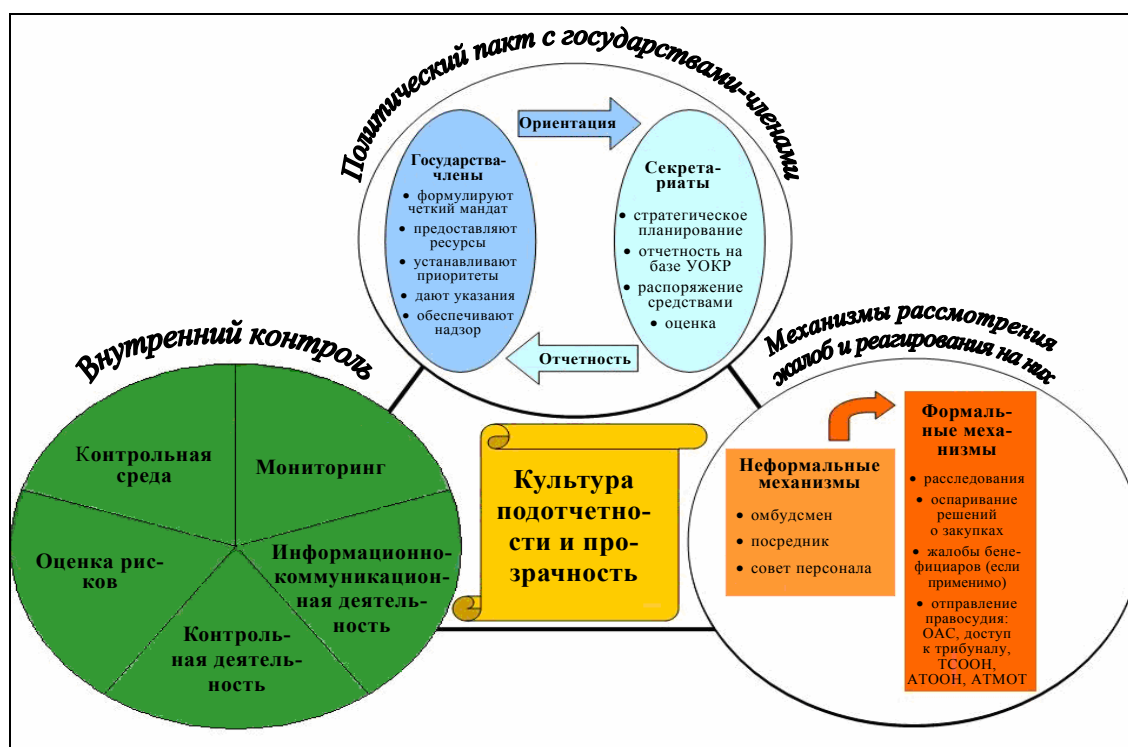 Политический пакт с государствами-членами
Ориентация
Государства-
члены
• формулируют
четкий мандат
• предоставляют
ресурсы
• устанавливают
приоритеты
• дают указания
• обеспечивают
надзор
Секрета-
риаты
• стратегическое
планирование
• отчетность на
базе УОКР
• распоряжение
средствами
• оценка
Отчетность
Внутренний контроль
Контрольная
среда
Мониторинг
Оценка рис-
ков
Информационно-
коммуникацион-
ная деятель-
ность
Контроль-
ная деятель-
ность
Культура
подотчетно-
сти и про-
зрачность
Механизмы рассмотрения
жалоб и реагирования на них
Неформальные
механизмы
• омбудсмен
• посредник
• совет персонала
Формаль-
ные меха-
низмы
• расследования
• оспаривание
решений
о закупках
• жалобы бене-
фициаров (если
применимо)
• отправление
правосудия:
ОАС, доступ
к трибуналу,
ТСООН,
АТООН, АТМОТ